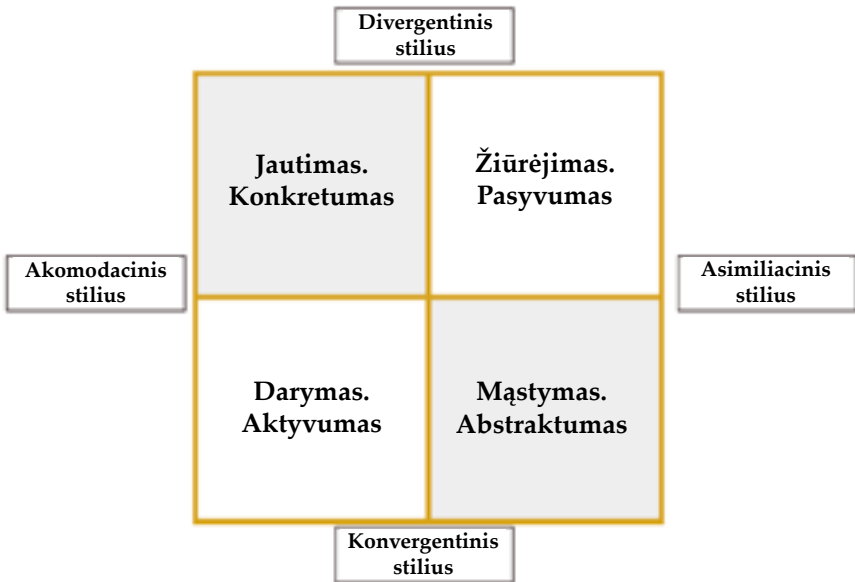 Divergentinis
stilius
Jautimas.
Konkretumas
Žiūrėjimas.
Pasyvumas
Akomodacinis
stilius
Asimiliacinis
stilius
Darymas.
Aktyvumas
Mąstymas.
Abstraktumas
Konvergentinis
stilius